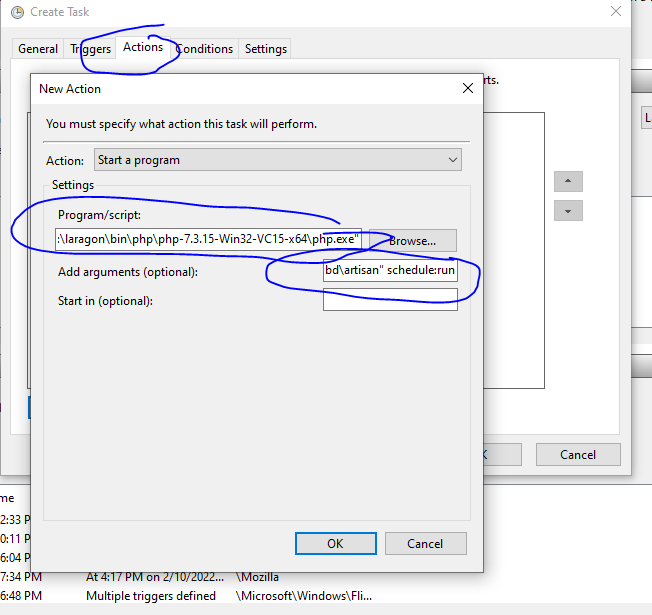 Create Task
General Triggers Actions Conditions Settings
rts.
New Action
You must specify what action this task will perform.
Action: Start a program
Settings
Program/script:
:\laragon\bin\php\php-7.3.15-Win32-VC15-x64\php.exe" Browse...
Add arguments (optional): bd\artisan" schedule:run
Start in (optional):
OK Cancel
K Cancel
me
2:33 P
0:11 P
6:04 P
7:34 PM At 4:17 PM on 2/10/2022... \Mozilla
6:48 PM Multiple triggers defined \Microsoft\Windows\Fli...